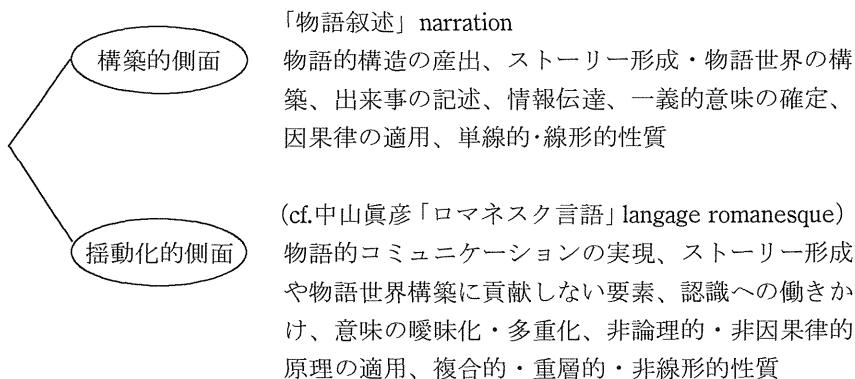 「物語叙述」narration
構築的側面
物語的構造の産出、ストーリー形成・物語世界の構
築、出来事の記述、情報伝達、一義的意味の確定、
因果律の適用、単線的・線形的性質
(cf.中山眞彦「ロマネスク言語」langage romanesque)
揺動化的側面
物語的コミュニケーションの実現、ストーリー形成
や物語世界構築に貢献しない要素、認識への働きか
け、意味の曖昧化・多重化、非論理的・非因果律的
原理の適用、複合的・重層的・非線形的性質